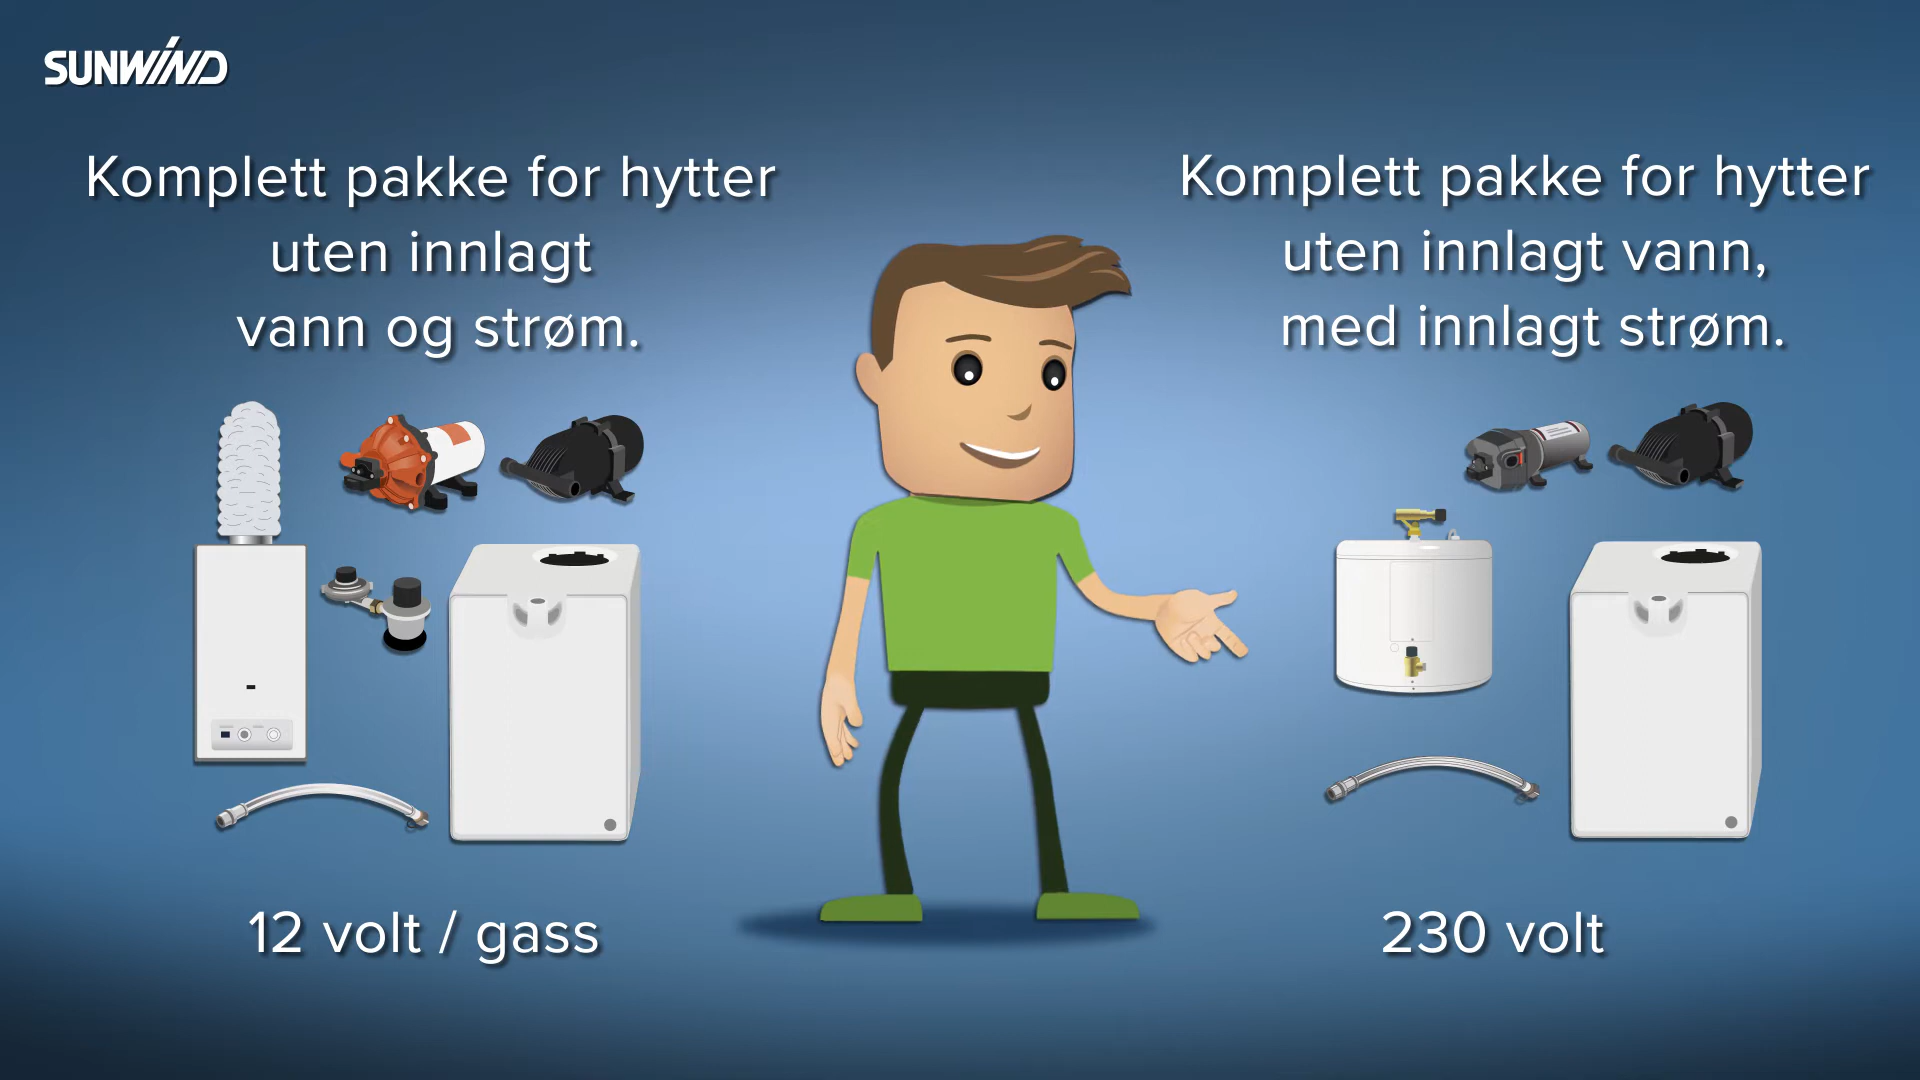 SUNWIND
Komplett pakke for hytter
uten innlagt
vann og strøm.
Komplett pakke for hytter
uten innlagt vann,
med innlagt strøm.
12 volt / gass
230 volt